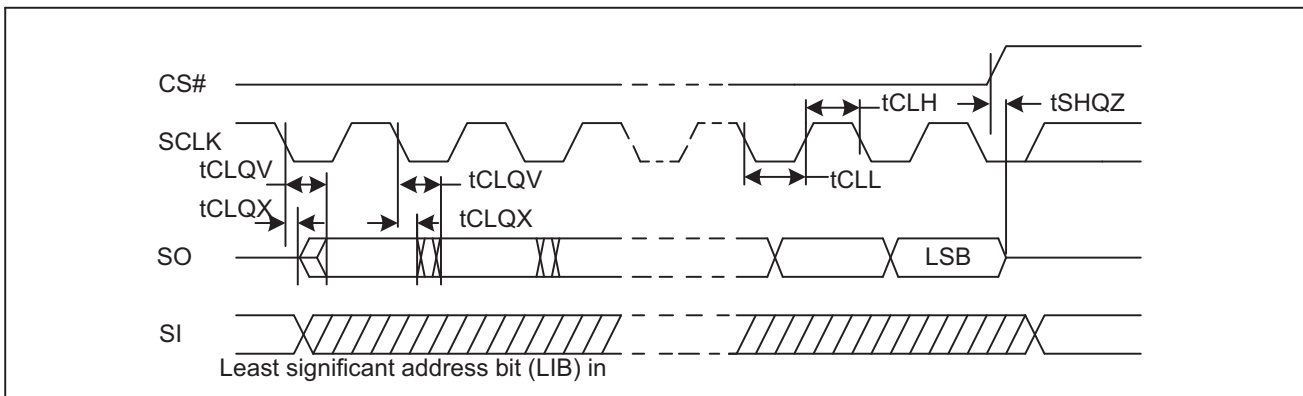 CS#
tCLH
tSHQZ
SCLK
tCLQV
tCLQV
tCLL
tCLQX
tCLQX
SO
LSB
SI
Least significant address bit (LIB) in